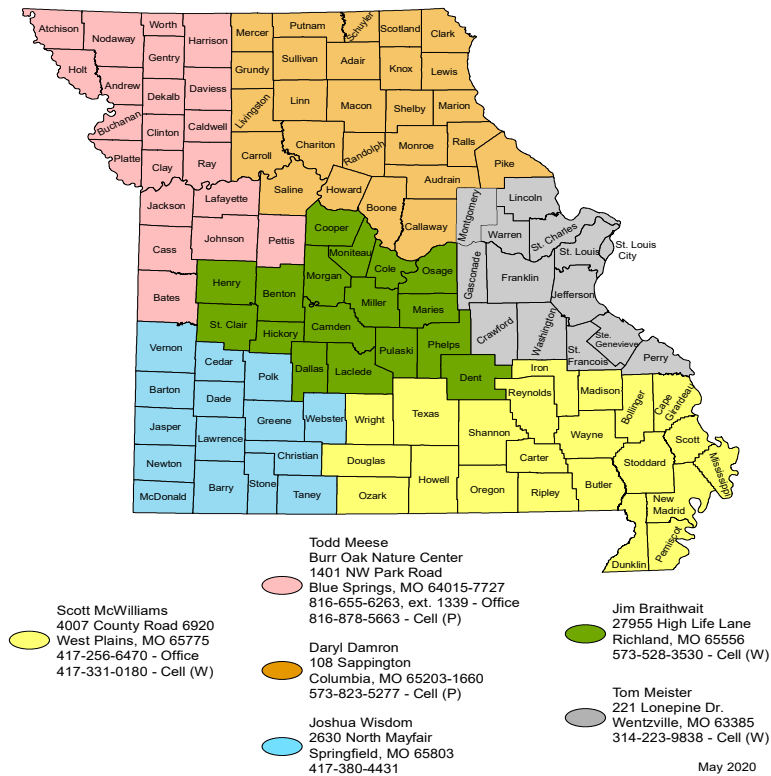 Atchison
Nodaway
Worth
Harrison
Mercer
Putnam
Schuyler
Scotland
Clark
Holt
Gentry
Sullivan
Adair
Knox
Lewis
Grundy
Andrew
Dekalb
Daviess
Livingston
Linn
Macon
Shelby
Marion
Buchanan
Clinton
Caldwell
Chariton
Randolph
Monroe
Ralls
Pike
Platte
Clay
Ray
Carroll
Audrain
Saline
Howard
Boone
Callaway
Montgomery
Lincoln
Jackson
Lafayette
Cooper
Warren
St. Charles
St. Louis
St. Louis
City
Cass
Johnson
Pettis
Moniteau
Cole
Osage
Gasconade
Franklin
Jefferson
Bates
Henry
Benton
Morgan
Miller
Maries
St. Clair
Hickory
Camden
Pulaski
Phelps
Crawford
Washington
St.
Francois
Ste.
Genevieve
Perry
Vernon
Cedar
Polk
Dallas
Laclede
Dent
Iron
Reynolds
Madison
Bollinger
Cape
Girardeau
Barton
Dade
Greene
Webster
Wright
Texas
Shannon
Wayne
Scott
Jasper
Lawrence
Christian
Douglas
Howell
Carter
Butler
Stoddard
Mississippi
Newton
McDonald
Barry
Stone
Taney
Ozark
Oregon
Ripley
New
Madrid
Dunklin
Pemiscot
Todd Meese
Burr Oak Nature Center
1401 NW Park Road
Blue Springs, MO 64015-7727
816-655-6263, ext. 1339 - Office
816-878-5663 - Cell (P)
Scott McWilliams
4007 County Road 6920
West Plains, MO 65775
417-256-6470 - Office
417-331-0180 - Cell (W)
Daryl Damron
108 Sappington
Columbia, MO 65203-1660
573-823-5277 - Cell (P)
Joshua Wisdom
2630 North Mayfair
Springfield, MO 65803
417-380-4431
Jim Braithwait
27955 High Life Lane
Richland, MO 65556
573-528-3530 - Cell (W)
Tom Meister
221 Lonepine Dr.
Wentzville, MO 63385
314-223-9838 - Cell (W)
May 2020